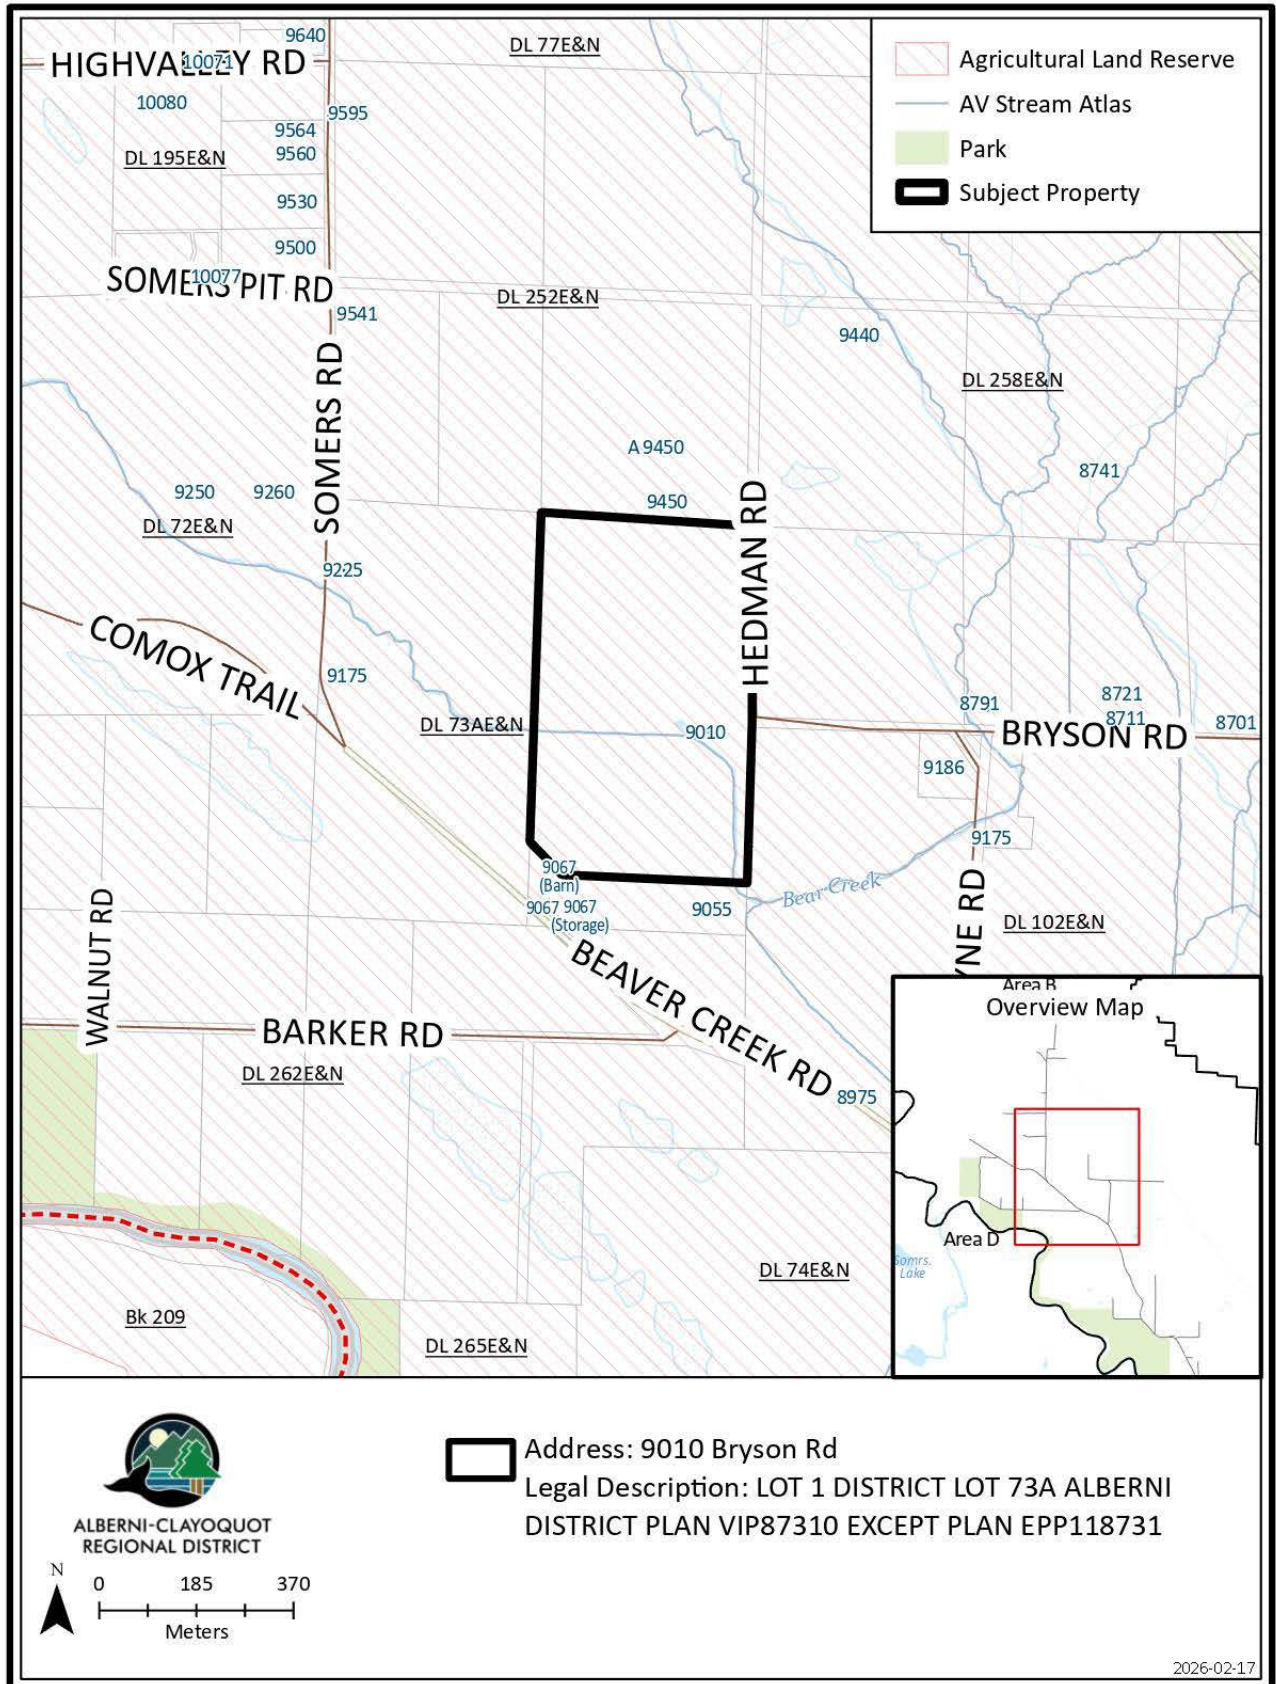 9640
DL 77E&N
HIGHVALLEY RD
10071
Agricultural Land Reserve
10080
AV Stream Atlas
9595
9564
Park
DL 195E&N
9560
Subject Property
9530
9500
SOMERS PIT RD
10077
DL 252E&N
9541
9440
SOMERS RD
DL 258E&N
A 9450
8741
9250
9260
9450
DL 72E&N
HEDMAN RD
9225
COMOX TRAIL
9175
8791
8721
8711
8701
DL 73AE&N
9010
BRYSON RD
9186
9175
9067
(Barn)
Bear Creek
9067 9067
(Storage)
9055
DL 102E&N
WALNUT RD
YNE RD
BEAVER CREEK RD
Area B
Overview Map
BARKER RD
DL 262E&N
8975
Area D
Somrs.
Lake
DL 74E&N
Bk 209
DL 265E&N
Address: 9010 Bryson Rd
Legal Description: LOT 1 DISTRICT LOT 73A ALBERNI
DISTRICT PLAN VIP87310 EXCEPT PLAN EPP118731
ALBERNI-CLAYOQUOT
REGIONAL DISTRICT
N
0 185 370
Meters
2026-02-17